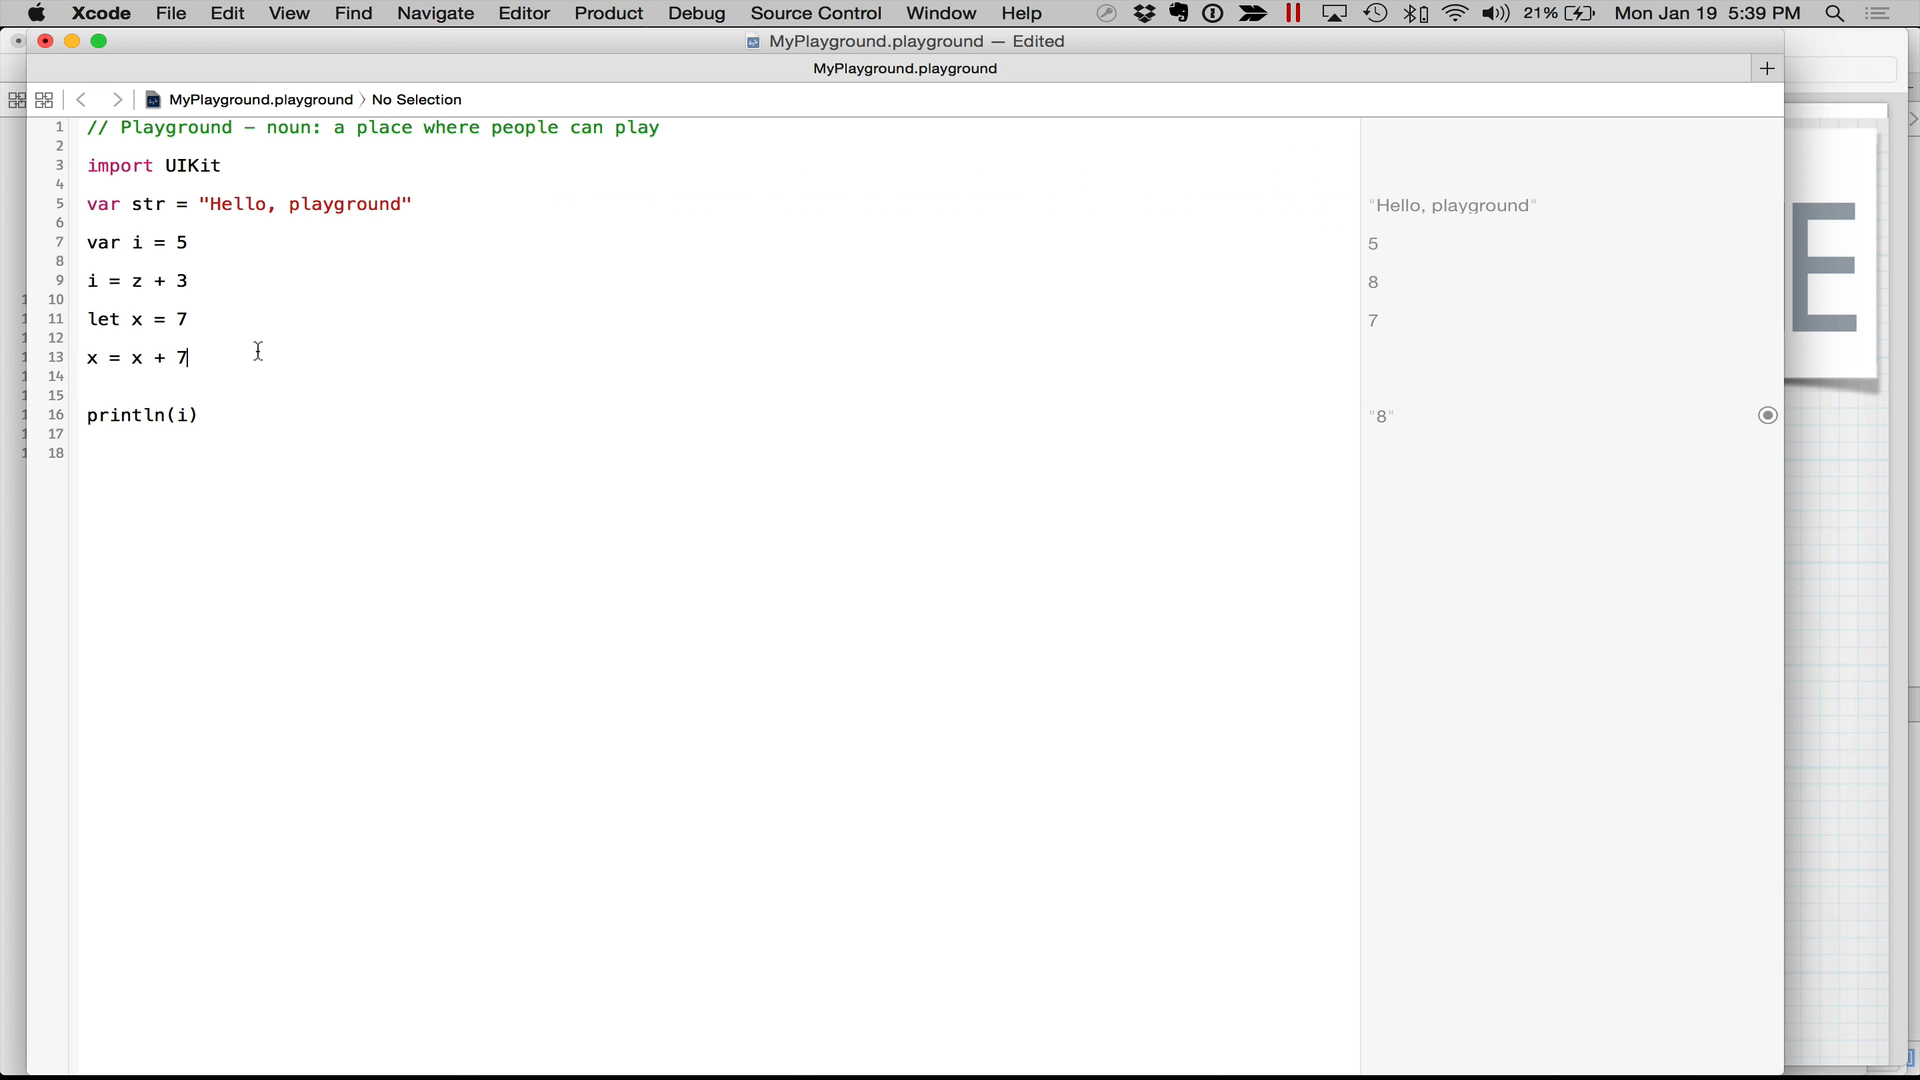 Xcode File Edit View Find Navigate Editor Product Debug Source Control Window Help 21% Mon Jan 19 5:39 PM
MyPlayground.playground — Edited
MyPlayground.playground
MyPlayground.playground No Selection
1 // Playground - noun: a place where people can play
2
3 import UIKit
4
5 var str = "Hello, playground" "Hello, playground"
6
7 var i = 5 5
8
9 i = z + 3 8
10
11 let x = 7 7
12
13 x = x + 7
14
15
16 println(i) "8"
17
18
E